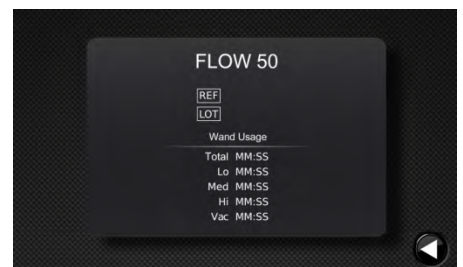 FLOW 50
REF
LOT
Wand Usage
Total MM:SS
Lo MM:SS
Med MM:SS
Hi MM:SS
Vac MM:SS